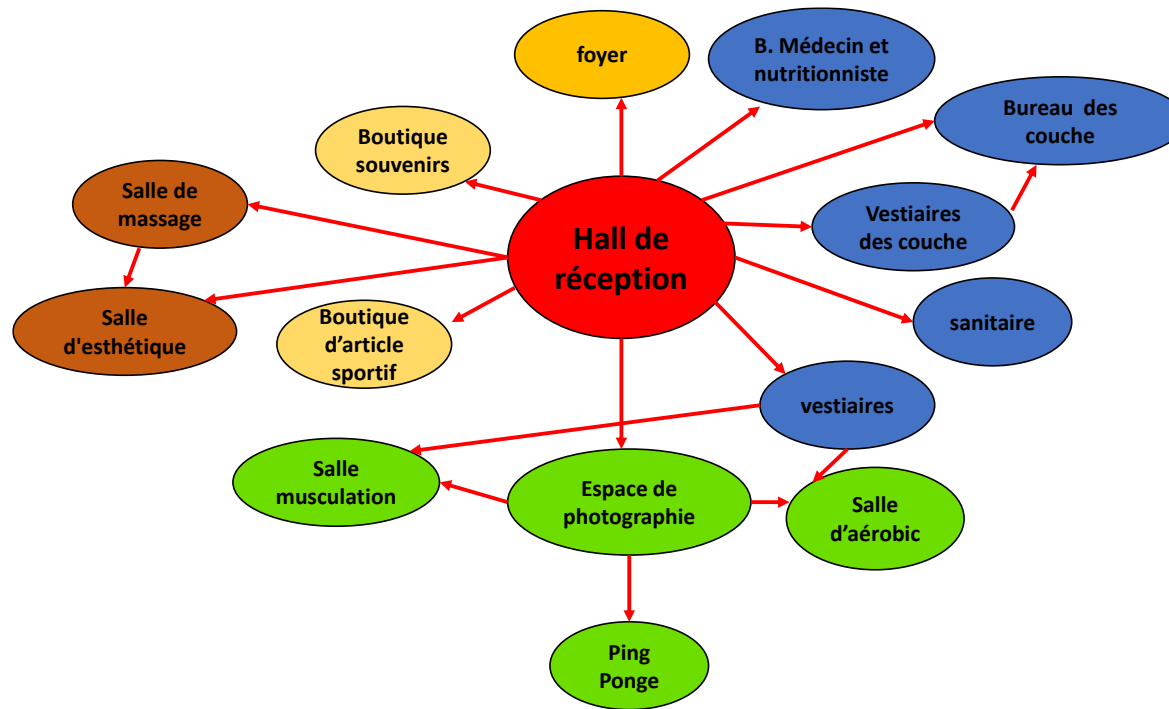 foyer
B. Médecin et
nutritionniste
Bureau des
couche
Boutique
souvenirs
Salle de
massage
Vestiaires
des couche
Hall de
réception
Salle
d'esthétique
Boutique
d’article
sportif
sanitaire
vestiaires
Salle
musculation
Espace de
photographie
Salle
d’aérobic
Ping
Ponge